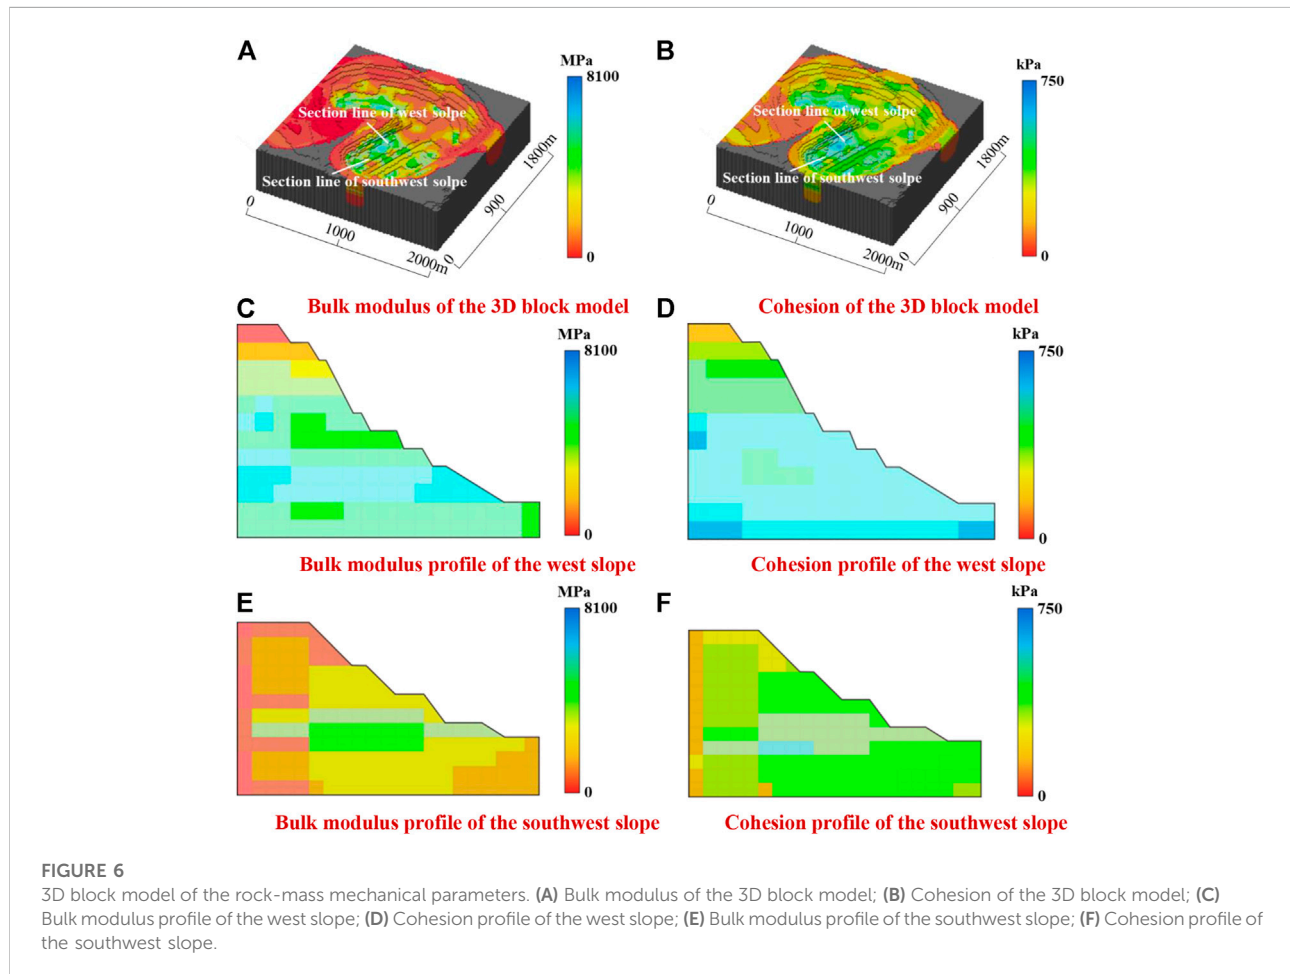 A
MPa
8100
Section line of west solpe
Section line of southwest solpe
0
1000
2000m
0
900
1800m
0
B
kPa
750
Section line of west solpe
Section line of southwest solpe
0
1000
2000m
0
900
1800m
0
Bulk modulus of the 3D block model
Cohesion of the 3D block model
C
MPa
8100
0
D
kPa
750
0
Bulk modulus profile of the west slope
Cohesion profile of the west slope
E
MPa
8100
0
F
kPa
750
0
Bulk modulus profile of the southwest slope
Cohesion profile of the southwest slope
FIGURE 6
3D block model of the rock-mass mechanical parameters. (A) Bulk modulus of the 3D block model; (B) Cohesion of the 3D block model; (C)
Bulk modulus profile of the west slope; (D) Cohesion profile of the west slope; (E) Bulk modulus profile of the southwest slope; (F) Cohesion profile of
the southwest slope.